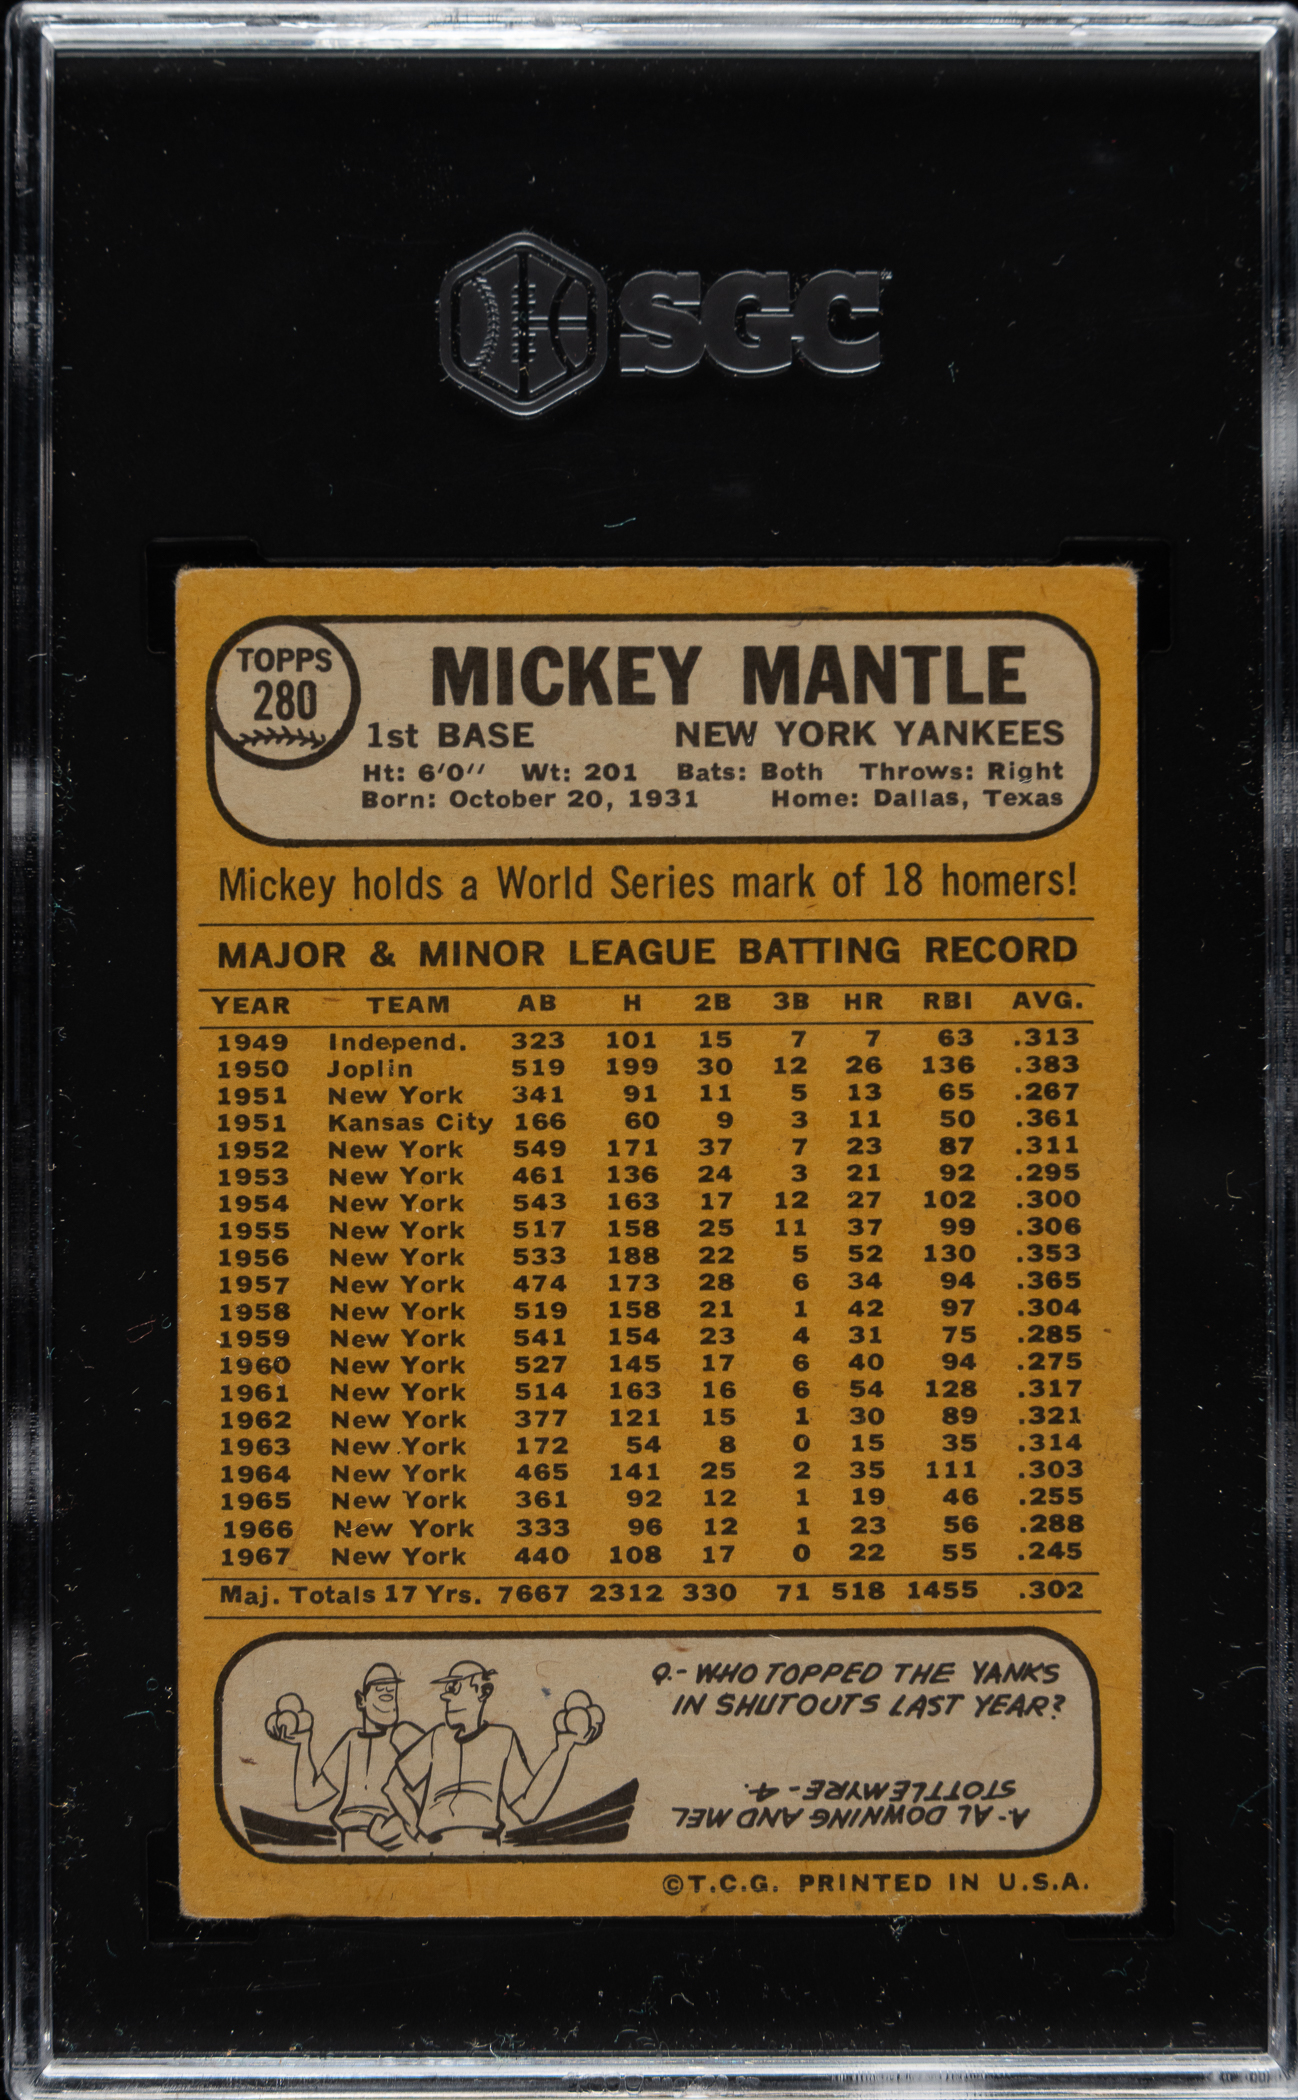 SGC
TOPPS
280
MICKEY MANTLE
1st BASE NEW YORK YANKEES
Ht: 6'0'' Wt: 201 Bats: Both Throws: Right
Born: October 20, 1931 Home: Dallas, Texas
Mickey holds a World Series mark of 18 homers!
MAJOR & MINOR LEAGUE BATTING RECORD
YEAR TEAM AB H 2B 3B HR RBI AVG.
1949 Independ. 323 101 15 7 7 63 .313
1950 Joplin 519 199 30 12 26 136 .383
1951 New York 341 91 11 5 13 65 .267
1951 Kansas City 166 60 9 3 11 50 .361
1952 New York 549 171 37 7 23 87 .311
1953 New York 461 136 24 3 21 92 .295
1954 New York 543 163 17 12 27 102 .300
1955 New York 517 158 25 11 37 99 .306
1956 New York 533 188 22 5 52 130 .353
1957 New York 474 173 28 6 34 94 .365
1958 New York 519 158 21 1 42 97 .304
1959 New York 541 154 23 4 31 75 .285
1960 New York 527 145 17 6 40 94 .275
1961 New York 514 163 16 6 54 128 .317
1962 New York 377 121 15 1 30 89 .321
1963 New York 172 54 8 0 15 35 .314
1964 New York 465 141 25 2 35 111 .303
1965 New York 361 92 12 1 19 46 .255
1966 New York 333 96 12 1 23 56 .288
1967 New York 440 108 17 0 22 55 .245
Maj. Totals 17 Yrs. 7667 2312 330 71 518 1455 .302
Q.- WHO TOPPED THE YANKS
IN SHUTOUTS LAST YEAR?
A.- AL DOWNING AND MEL
STOTTLEMYRE - 4.
©T.C.G. PRINTED IN U.S.A.